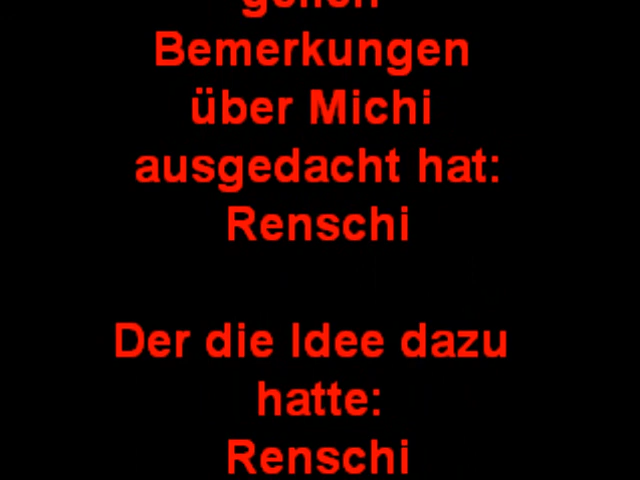 Bemerkungen
über Michi
ausgedacht hat:
Renschi
Der die Idee dazu
hatte:
Renschi